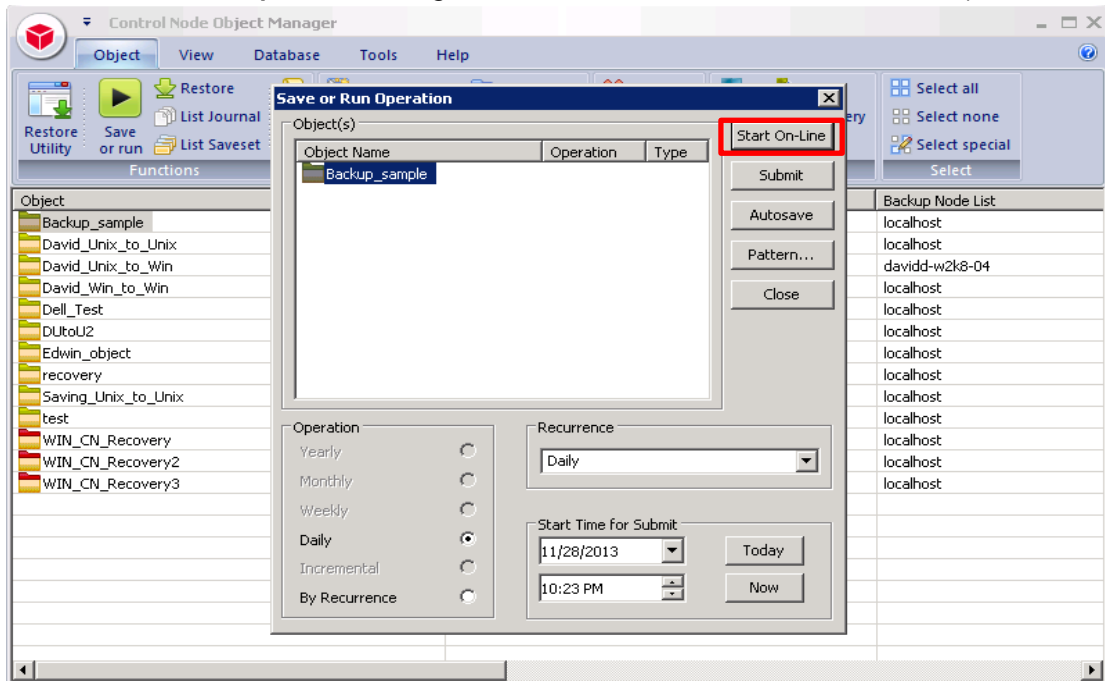 Control Node Object Manager
Object View Database Tools Help
Restore Utility
Save or run
Restore
List Journal
List Saveset
Functions
Select all
Select none
Select special
Select
Save or Run Operation
Object(s)
Object Name Operation Type
Backup_sample
Start On-Line
Submit
Autosave
Pattern...
Close
Operation
Yearly
Monthly
Weekly
Daily
Incremental
By Recurrence
Recurrence
Daily
Start Time for Submit
11/28/2013 Today
10:23 PM Now
Object Backup Node List
Backup_sample localhost
David_Unix_to_Unix localhost
David_Unix_to_Win davidd-w2k8-04
David_Win_to_Win localhost
Dell_Test localhost
DUtoU2 localhost
Edwin_object localhost
recovery localhost
Saving_Unix_to_Unix localhost
test localhost
WIN_CN_Recovery localhost
WIN_CN_Recovery2 localhost
WIN_CN_Recovery3 localhost